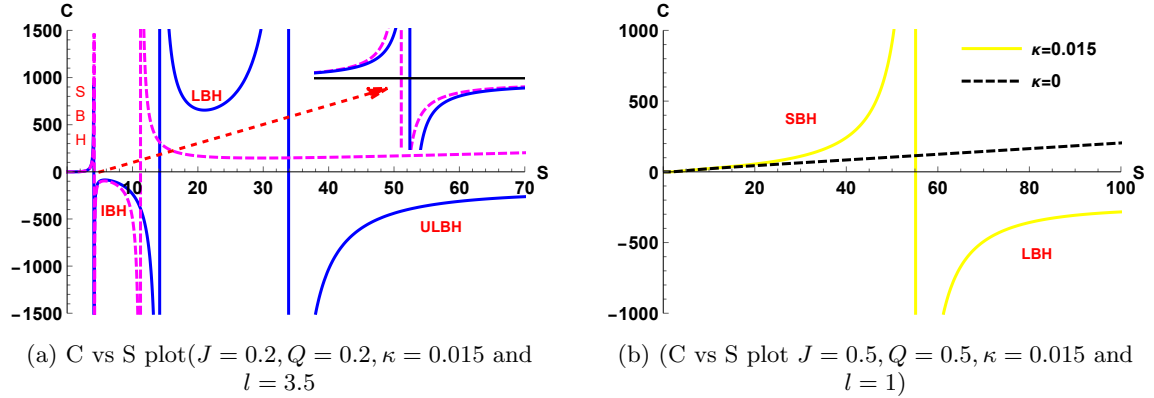 C
1500
1000
500
0
−500
−1000
−1500
S
B
H
LBH
IBH
ULBH
10
20
30
40
50
60
70
S
C
1000
500
0
−500
−1000
κ=0.015
κ=0
SBH
LBH
20
40
60
80
100
S
(a) C vs S plot(J = 0.2, Q = 0.2, κ = 0.015 and
l = 3.5
(b) (C vs S plot J = 0.5, Q = 0.5, κ = 0.015 and
l = 1)